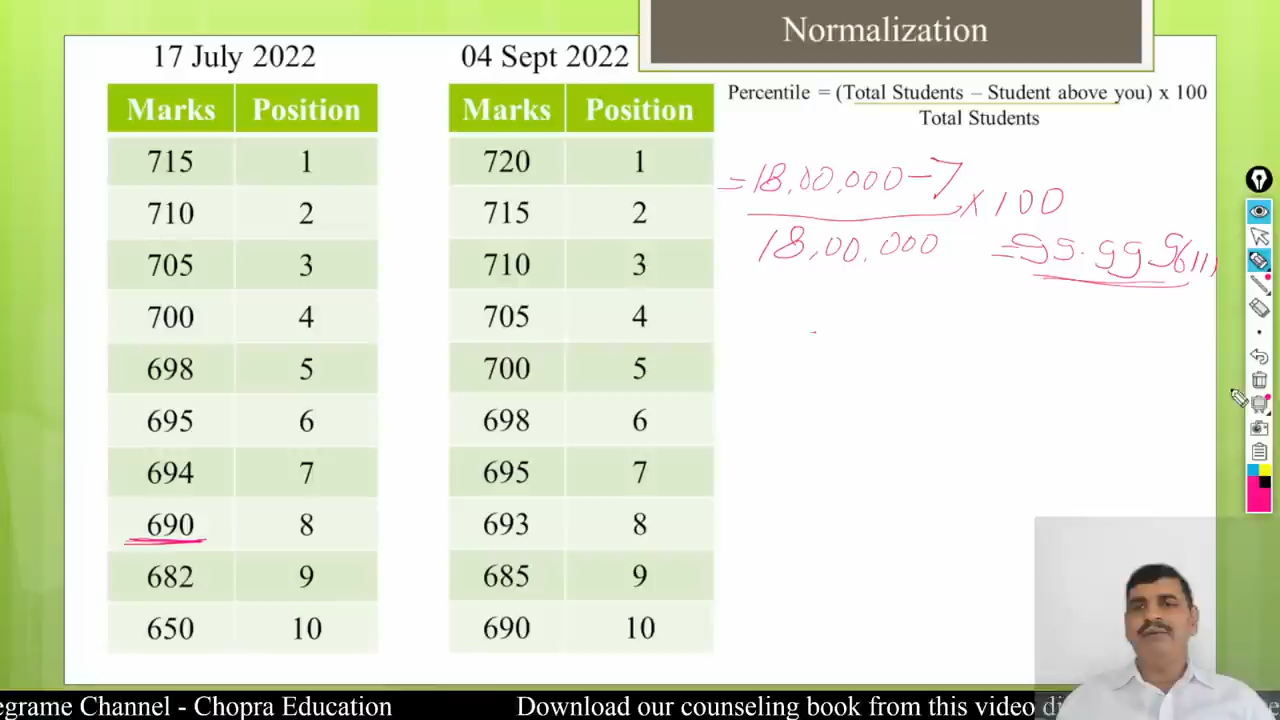 Normalization
17 July 2022
Marks Position
715 1
710 2
705 3
700 4
698 5
695 6
694 7
690 8
682 9
650 10
04 Sept 2022
Marks Position
720 1
715 2
710 3
705 4
700 5
698 6
695 7
693 8
685 9
690 10
Percentile = (Total Students – Student above you) x 100
Total Students
= 18,00,000 – 7 x 100
18,00,000
= 99.999611
egrame Channel - Chopra Education Download our counseling book from this video di